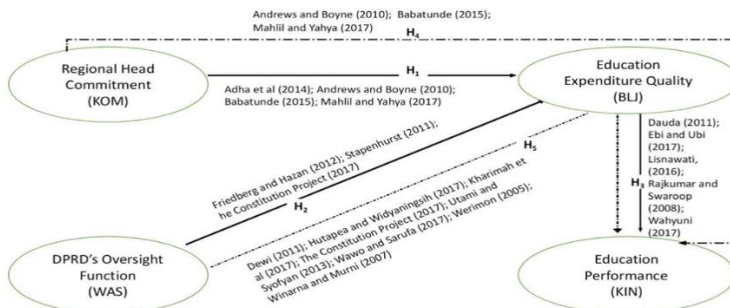 Andrews and Boyne (2010); Babatunde (2015);
Mahlil and Yahya (2017)
H4
Regional Head
Commitment
(KOM)
H1
Adha et al (2014); Andrews and Boyne (2010);
Babatunde (2015); Mahlil and Yahya (2017)
Education
Expenditure Quality
(BLJ)
Friedberg and Hazan (2012); Stapenhurst (2011);
he Constitution Project (2017)
H2
H5
Dewi (2011); Hutapea and Widyaningsih (2017); Kharimah et
al (2017); The Constitution Project (2017); Utami and
Syofyan (2013); Wawo and Sarufa (2017); Werimon (2005);
Winarna and Murni (2007)
Dauda (2011);
Ebi and Ubi
(2017);
Lisnawati,
(2016);
H3
Rajkumar and
Swaroop
(2008);
Wahyuni
(2017)
DPRD's Oversight
Function
(WAS)
Education
Performance
(KIN)